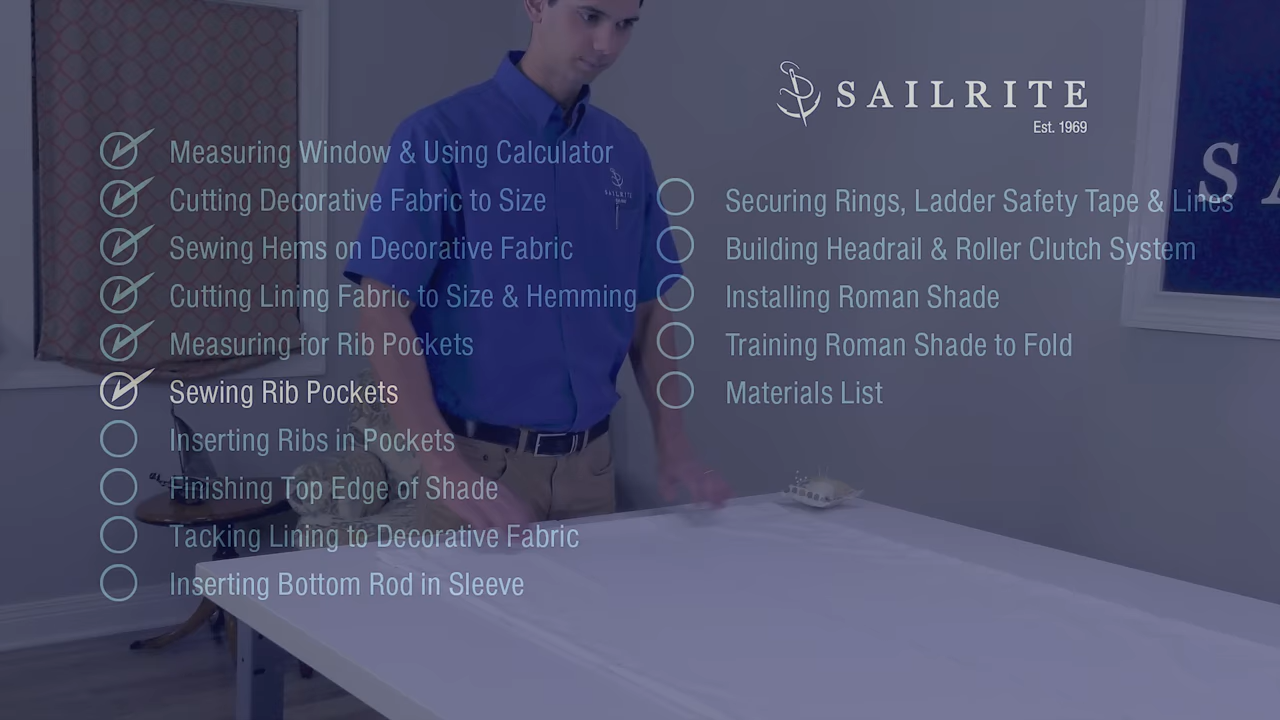 SAILRITE
Est. 1969
Measuring Window & Using Calculator
Cutting Decorative Fabric to Size
Sewing Hems on Decorative Fabric
Cutting Lining Fabric to Size & Hemming
Measuring for Rib Pockets
Sewing Rib Pockets
Inserting Ribs in Pockets
Finishing Top Edge of Shade
Tacking Lining to Decorative Fabric
Inserting Bottom Rod in Sleeve
Securing Rings, Ladder Safety Tape & Lines
Building Headrail & Roller Clutch System
Installing Roman Shade
Training Roman Shade to Fold
Materials List
SAILRITE
S A